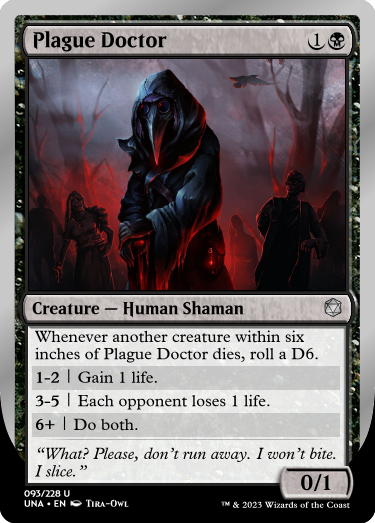 Plague Doctor 1
Creature — Human Shaman
Whenever another creature within six
inches of Plague Doctor dies, roll a D6.
1-2 | Gain 1 life.
3-5 | Each opponent loses 1 life.
6+ | Do both.
“What? Please, don’t run away. I won’t bite.
I slice.”
0/1
093/228 U
UNA • EN Tira-Owl
™ & 2023 Wizards of the Coast